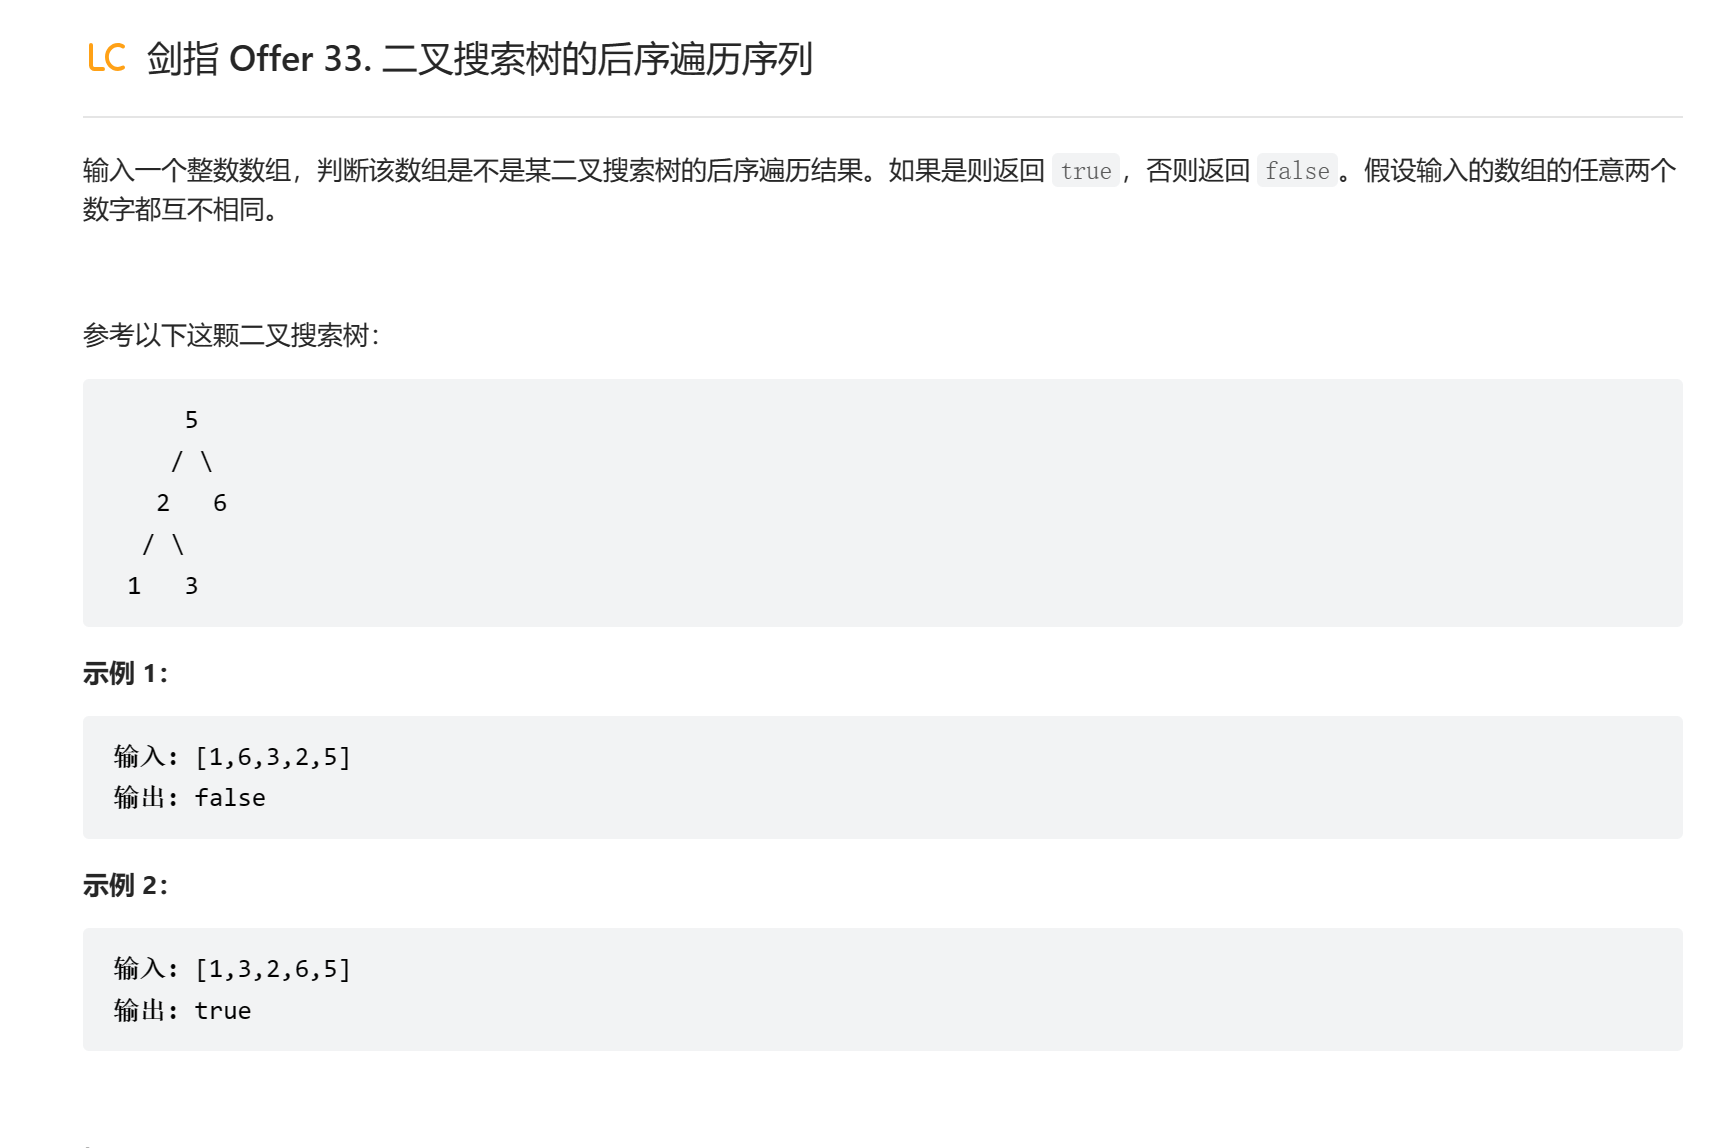 LC 剑指 Offer 33. 二叉搜索树的后序遍历序列
输入一个整数数组，判断该数组是不是某二叉搜索树的后序遍历结果。如果是则返回 true，否则返回 false。假设输入的数组的任意两个
数字都互不相同。
参考以下这颗二叉搜索树：
     5
    / \
   2   6
  / \
 1   3
示例 1：
输入：[1,6,3,2,5]
输出：false
示例 2：
输入：[1,3,2,6,5]
输出：true